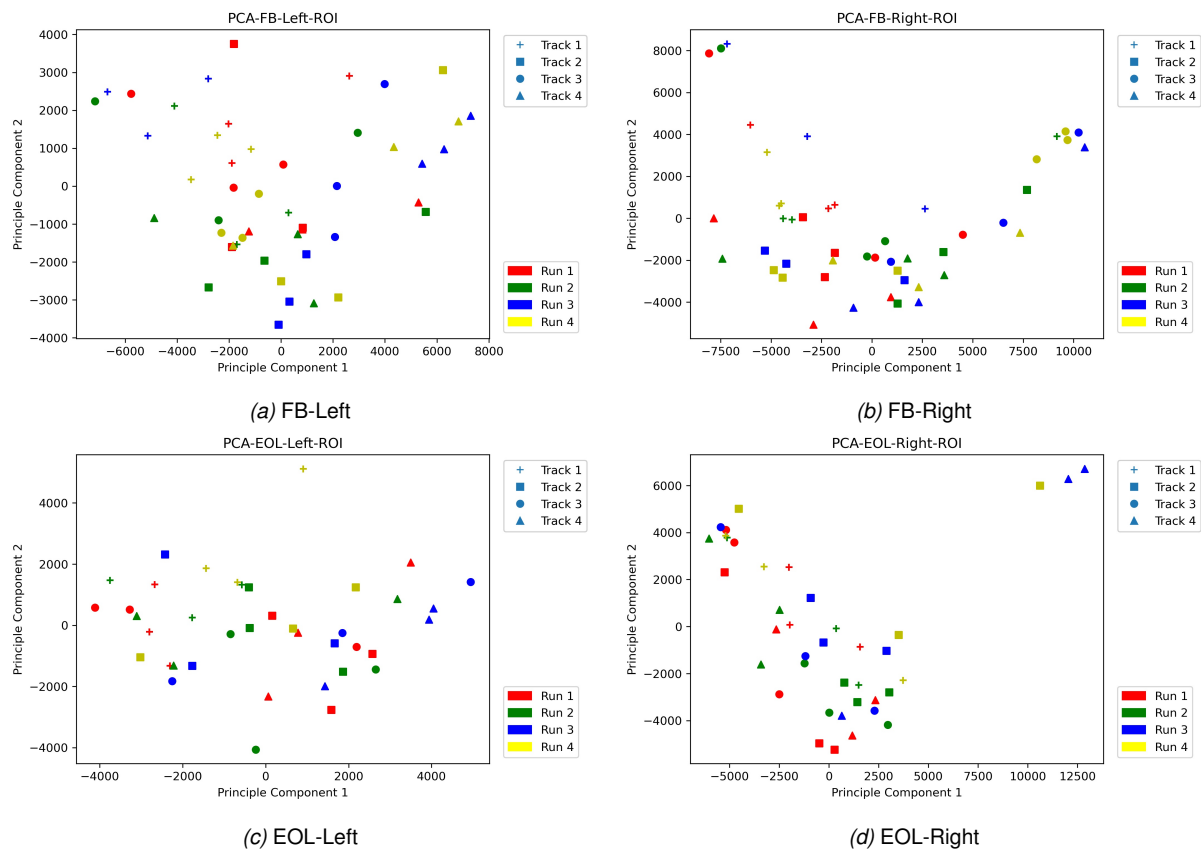 PCA-FB-Left-ROI
4000
3000
2000
1000
0
−1000
−2000
−3000
−4000
Principle Component 2
−6000 −4000 −2000 0 2000 4000 6000 8000
Principle Component 1
Track 1
Track 2
Track 3
Track 4
Run 1
Run 2
Run 3
Run 4
(a) FB-Left
PCA-FB-Right-ROI
8000
6000
4000
2000
0
−2000
−4000
Principle Component 2
−7500 −5000 −2500 0 2500 5000 7500 10000
Principle Component 1
Track 1
Track 2
Track 3
Track 4
Run 1
Run 2
Run 3
Run 4
(b) FB-Right
PCA-EOL-Left-ROI
4000
2000
0
−2000
−4000
Principle Component 2
−4000 −2000 0 2000 4000
Principle Component 1
Track 1
Track 2
Track 3
Track 4
Run 1
Run 2
Run 3
Run 4
(c) EOL-Left
PCA-EOL-Right-ROI
6000
4000
2000
0
−2000
−4000
Principle Component 2
−5000 −2500 0 2500 5000 7500 10000 12500
Principle Component 1
Track 1
Track 2
Track 3
Track 4
Run 1
Run 2
Run 3
Run 4
(d) EOL-Right